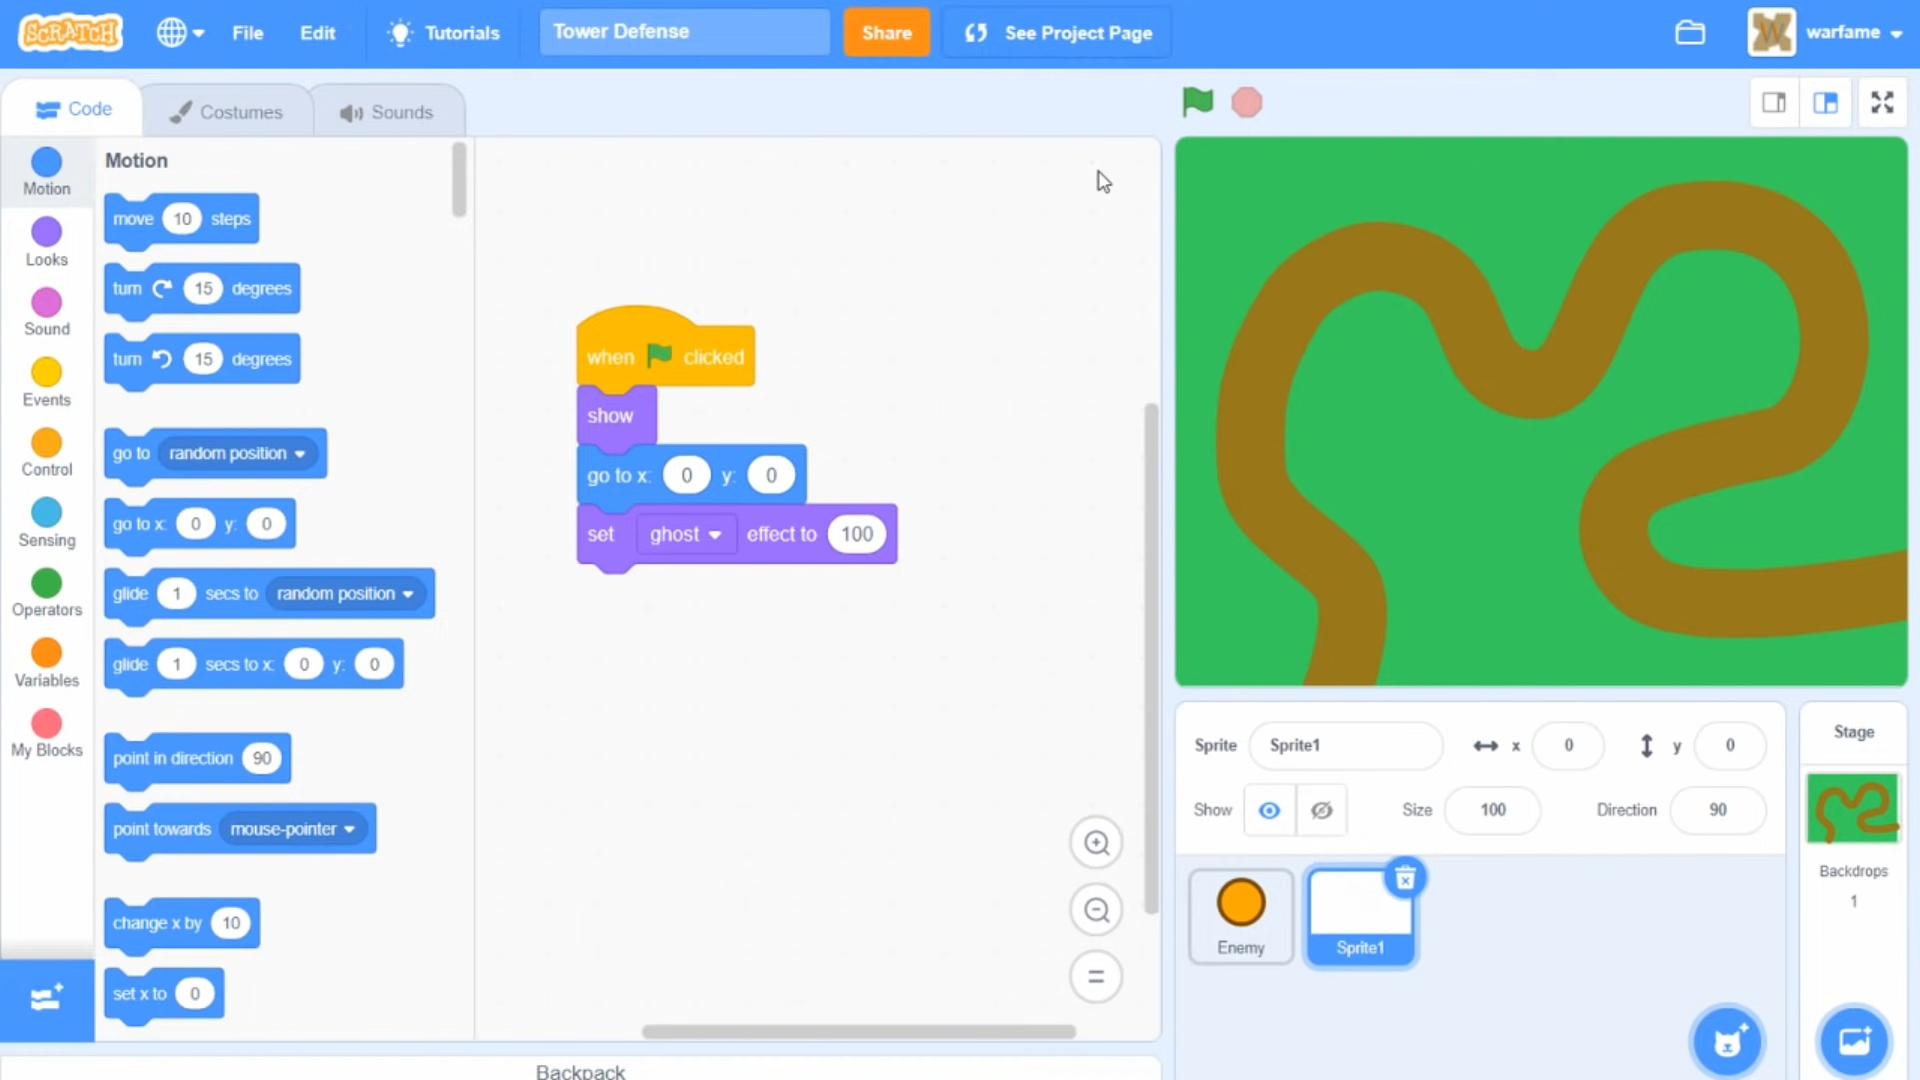 SCRATCH
File
Edit
Tutorials
Tower Defense
Share
See Project Page
warfame
Code
Costumes
Sounds
Motion
Looks
Sound
Events
Control
Sensing
Operators
Variables
My Blocks
Motion
move 10 steps
turn 15 degrees
turn 15 degrees
go to random position
go to x: 0 y: 0
glide 1 secs to random position
glide 1 secs to x: 0 y: 0
point in direction 90
point towards mouse-pointer
change x by 10
set x to 0
when clicked
show
go to x: 0 y: 0
set ghost effect to 100
Backpack
Sprite Sprite1 x 0 y 0
Show Size 100 Direction 90
Enemy
Sprite1
Stage
Backdrops
1